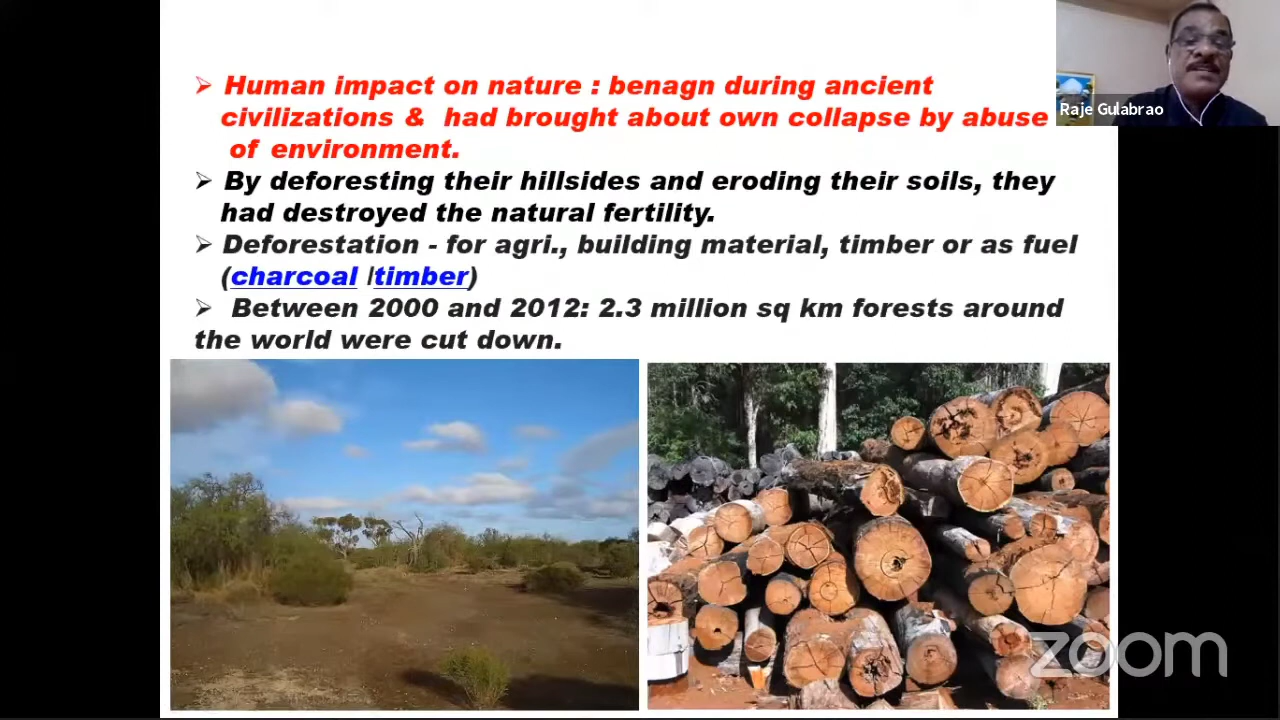 ➢ Human impact on nature : benagn during ancient
civilizations & had brought about own collapse by abuse
of environment.
➢ By deforesting their hillsides and eroding their soils, they
had destroyed the natural fertility.
➢ Deforestation - for agri., building material, timber or as fuel
(charcoal /timber)
➢ Between 2000 and 2012: 2.3 million sq km forests around
the world were cut down.
Raje Gulabrao
zoom